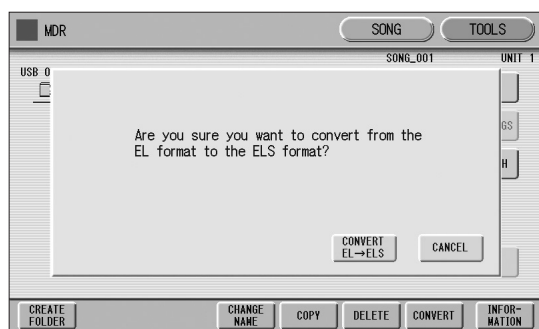 MDR
SONG
TOOLS
SONG_001
UNIT 1
USB 0
GS
H
Are you sure you want to convert from the
EL format to the ELS format?
CONVERT
EL→ELS
CANCEL
CREATE
FOLDER
CHANGE
NAME
COPY
DELETE
CONVERT
INFOR-
MATION